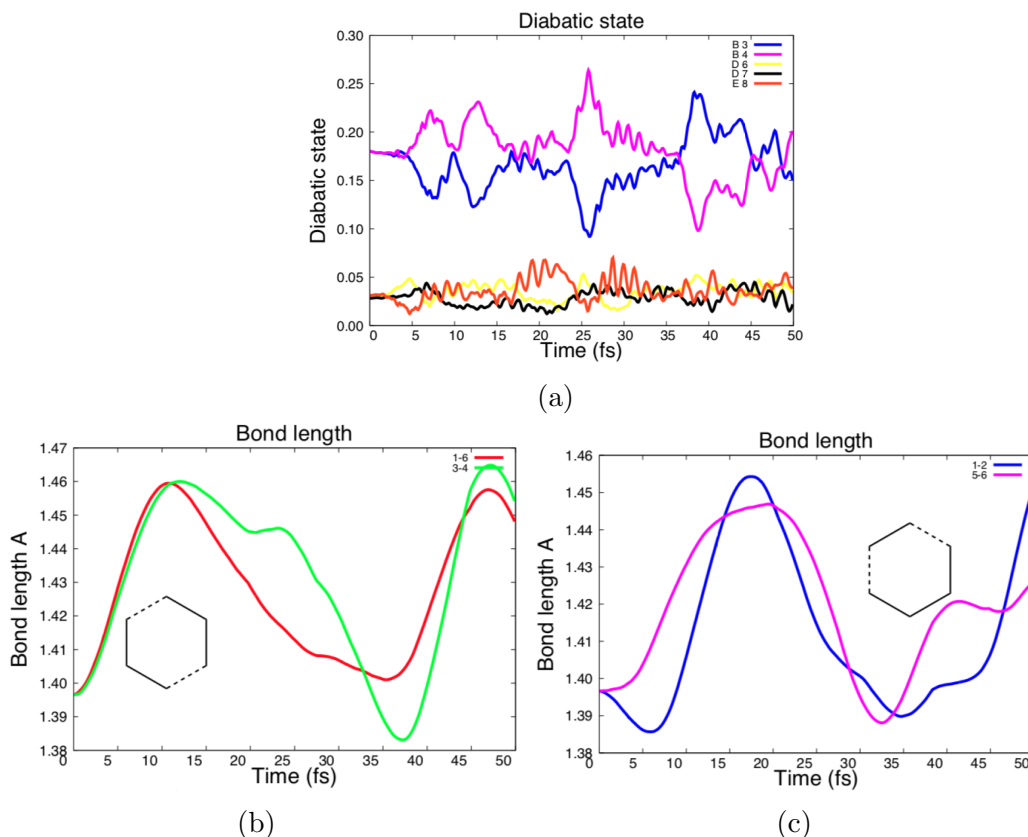 Diabatic state
0.30
0.25
0.20
0.15
0.10
0.05
0.00
Diabatic state
B 3
B 4
D 6
D 7
E 8
0 5 10 15 20 25 30 35 40 45 50
Time (fs)
(a)
Bond length
1.47
1.46
1.45
1.44
1.43
1.42
1.41
1.40
1.39
1.38
Bond length A
1-6
3-4
0 5 10 15 20 25 30 35 40 45 50
Time (fs)
(b)
Bond length
1.46
1.45
1.44
1.43
1.42
1.41
1.40
1.39
1.38
Bond length A
1-2
5-6
0 5 10 15 20 25 30 35 40 45 50
Time (fs)
(c)